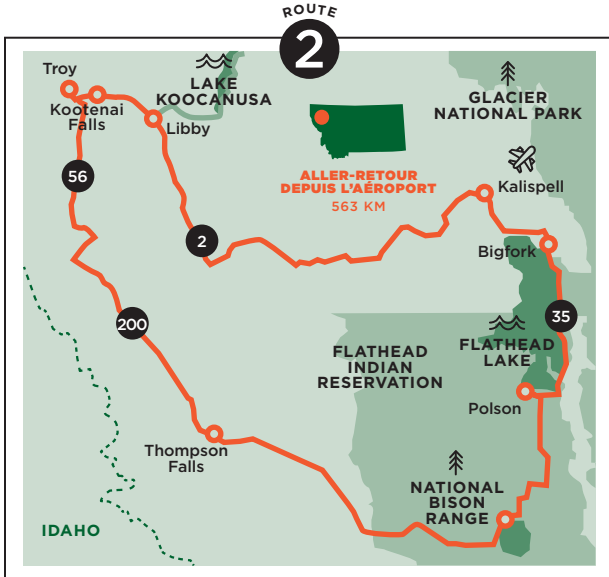 ROUTE
2
Troy
Kootenai
Falls
LAKE
KOOCANUSA
Libby
GLACIER
NATIONAL PARK
56
ALLER-RETOUR
DEPUIS L'AÉROPORT
563 KM
Kalispell
2
Bigfork
200
35
FLATHEAD
INDIAN
RESERVATION
FLATHEAD
LAKE
Polson
Thompson
Falls
NATIONAL
BISON
RANGE
IDAHO